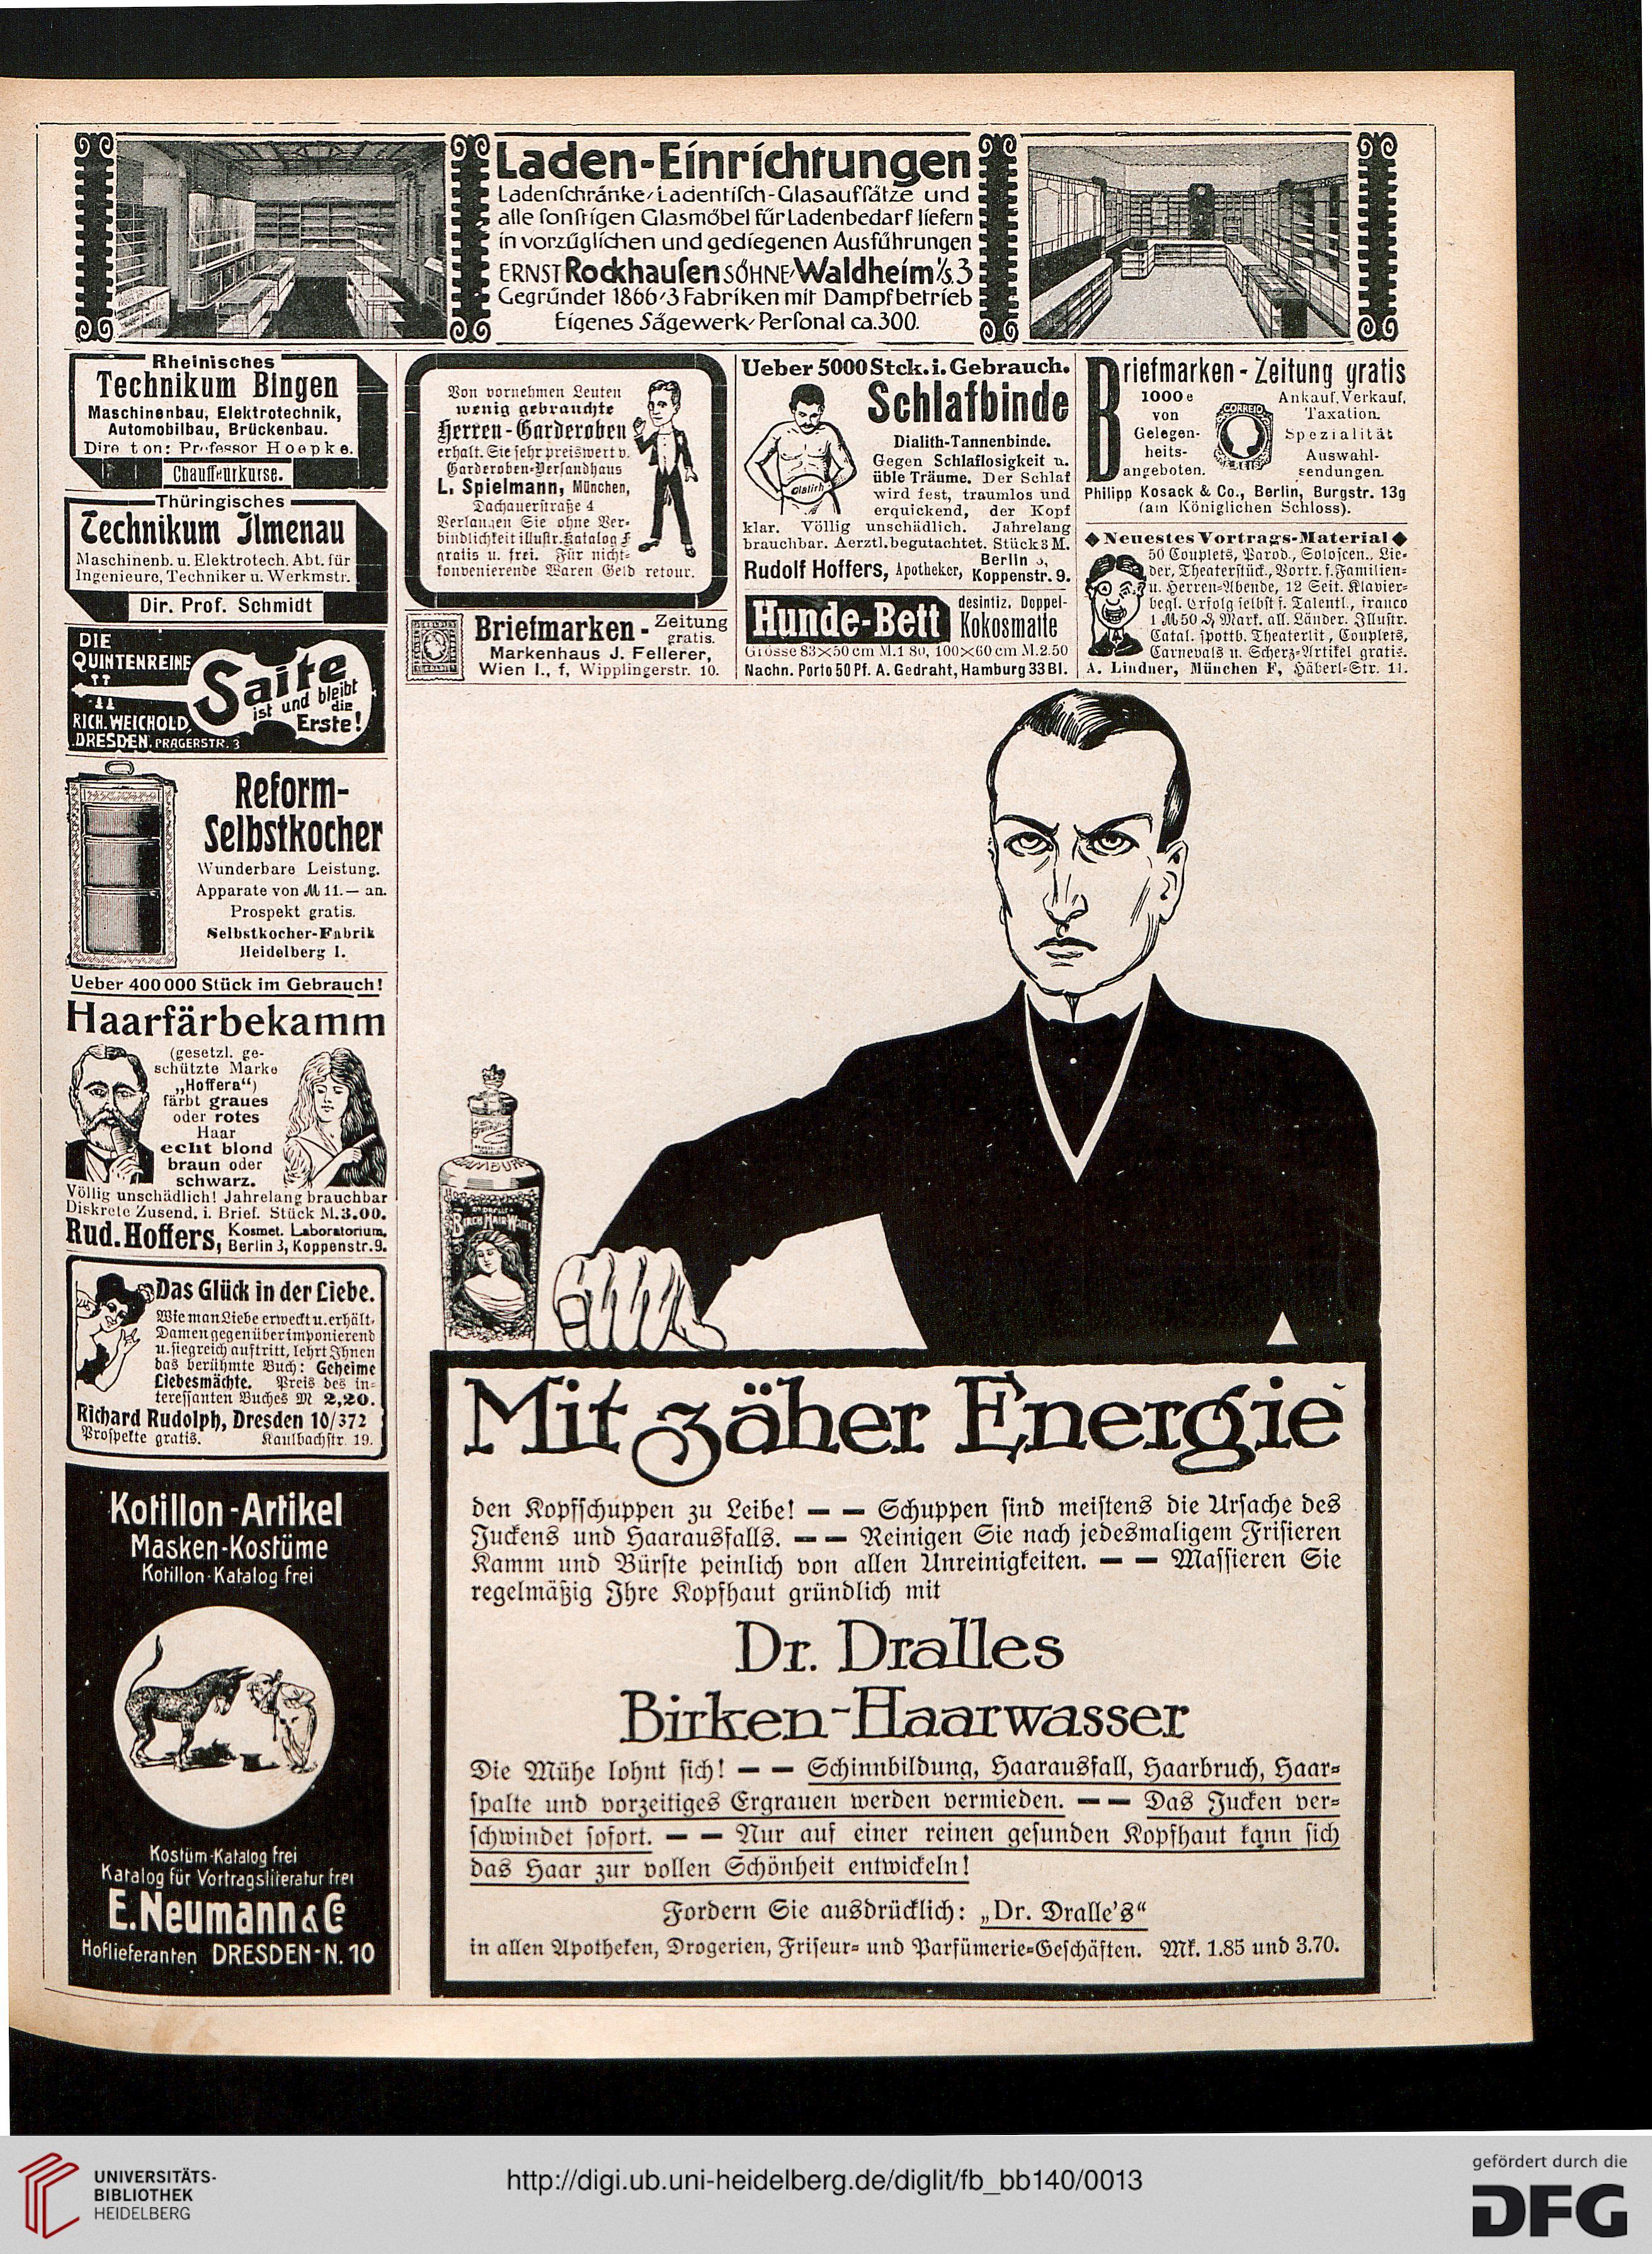 Laden-Einrichtungen
Ladenschränke, Ladentisch-Glasaufsätze und
alle sonstigen Glasmöbel für Ladenbedarf liefern
in vorzüglichen und gediegenen Ausführungen
ERNST Rockhausen SÖHNE, Waldheim i/s. 3
Gegründet 1866, 3 Fabriken mit Dampfbetrieb
Eigenes Sägewerk, Personal ca. 300.
Rheinisches
Technikum Bingen
Maschinenbau, Elektrotechnik,
Automobilbau, Brückenbau.
Professor Hoepke.
Chauffeurkurse.
Thüringisches
Technikum Ilmenau
Maschinenb. u. Elektrotech. Abt. für
Ingenieure, Techniker u. Werkmstr.
Dir. Prof. Schmidt
DIE
QUINTENREINE
Saite
ist und bleibt
die
Erste!
RICH. WEICHOLD,
DRESDEN. PRAGERSTR. 3
Reform-
Selbstkocher
Wunderbare Leistung.
Apparate von M 11.— an.
Prospekt gratis.
Selbstkocher-Fabrik
Heidelberg I.
Ueber 400 000 Stück im Gebrauch!
Haarfärbekamm
(gesetzl. ge-
schützte Marke
„Hoffera“)
färbt graues
oder rotes
Haar
echt blond
braun oder
schwarz.
Völlig unschädlich! Jahrelang brauchbar
Diskrete Zusend. i. Brief. Stück M. 3.00.
Rud. Hoffers, Kosmet. Laboratorium,
Berlin 3, Koppenstr. 9.
Das Glück in der Liebe.
Wie man Liebe erweckt u. erhält,
Damen gegenüber imponierend
u. siegreich auftritt, lehrt Ihnen
das berühmte Buch: Geheime
Liebesmächte. Preis des in-
teressanten Buches M 2,20.
Richard Rudolph, Dresden 10/372
Prospekte gratis. Kaulbachstr. 19.
Kotillon-Artikel
Masken-Kostüme
Kotillon-Katalog frei
Kostüm-Katalog frei
Katalog für Vortragsliteratur frei
E. Neumann & Co
Hoflieferanten DRESDEN-N. 10
Von vornehmen Leuten
wenig gebrauchte
Herren-Garderoben
erhalt. Sie sehr preiswert v.
Garderoben-Versandhaus
L. Spielmann, München,
Dachauerstraße 4
Verlangen Sie ohne Ver-
bindlichkeit illustr. Katalog F
gratis u. frei. Für nicht-
konvenierende Waren Geld retour.
Briefmarken-Zeitung
gratis.
Markenhaus J. Fellerer,
Wien I., f, Wipplingerstr. 10.
Ueber 5000 Stck. i. Gebrauch.
Schlafbinde
Dialith-Tannenbinde.
Gegen Schlaflosigkeit u.
üble Träume. Der Schlaf
wird fest, traumlos und
erquickend, der Kopf
klar. Völlig unschädlich. Jahrelang
brauchbar. Aerztl. begutachtet. Stück 3 M.
Rudolf Hoffers, Apotheker, Berlin 3,
Koppenstr. 9.
Hunde-Bett
desinfiz. Doppel-
Kokosmatte
Grösse 83×50 cm M. 1 80, 100×60 cm M. 2.50
Nachn. Porto 50 Pf. A. Gedraht, Hamburg 33 Bl.
Briefmarken-Zeitung gratis
1000e
von
Gelegen-
heits-
angeboten.
CORREIO
Ankauf, Verkauf,
Taxation.
Spezialität
Auswahl-
sendungen.
Philipp Kosack & Co., Berlin, Burgstr. 13g
(am Königlichen Schloss).
Neuestes Vortrags-Material
50 Couplets, Parod., Soloscen., Lie-
der, Theaterstück., Vortr. f. Familien-
u. Herren-Abende, 12 Seit. Klavier-
begl. Erfolg selbst f. Talentl., franco
1 M 50 ₰ Mark. all. Länder. Illustr.
Catal. spottb. Theaterlit., Couplets,
Carnevals u. Scherz-Artikel gratis.
A. Lindner, München F, Häberl-Str. 11.
BIRCH HAIR WATER
Mit zäher Energie
den Kopfschuppen zu Leibe! — — Schuppen sind meistens die Ursache des
Juckens und Haarausfalls. — — Reinigen Sie nach jedesmaligem Frisieren
Kamm und Bürste peinlich von allen Unreinigkeiten. — — Massieren Sie
regelmäßig Ihre Kopfhaut gründlich mit
Dr. Dralles
Birken-Haarwasser
Die Mühe lohnt sich! — — Schinnbildung, Haarausfall, Haarbruch, Haar-
spalte und vorzeitiges Ergrauen werden vermieden. — — Das Jucken ver-
schwindet sofort. — — Nur auf einer reinen gesunden Kopfhaut kann sich
das Haar zur vollen Schönheit entwickeln!
Fordern Sie ausdrücklich: „Dr. Dralle's“
in allen Apotheken, Drogerien, Friseur- und Parfümerie-Geschäften. Mk. 1.85 und 3.70.
UNIVERSITÄTS-
BIBLIOTHEK
HEIDELBERG
http://digi.ub.uni-heidelberg.de/diglit/fb_bb140/0013
gefördert durch die
DFG